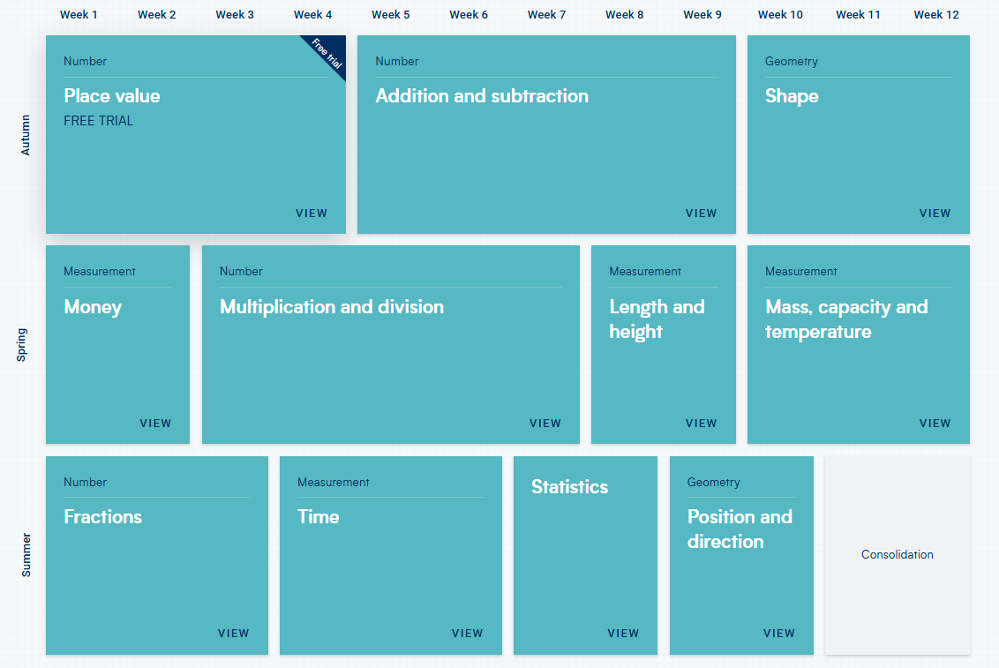 Week 1 Week 2 Week 3 Week 4 Week 5 Week 6 Week 7 Week 8 Week 9 Week 10 Week 11 Week 12
Autumn
Number
Free trial
Place value
FREE TRIAL
VIEW
Number
Addition and subtraction
VIEW
Geometry
Shape
VIEW
Spring
Measurement
Money
VIEW
Number
Multiplication and division
VIEW
Measurement
Length and
height
VIEW
Measurement
Mass, capacity and
temperature
VIEW
Summer
Number
Fractions
VIEW
Measurement
Time
VIEW
Statistics
VIEW
Geometry
Position and
direction
VIEW
Consolidation